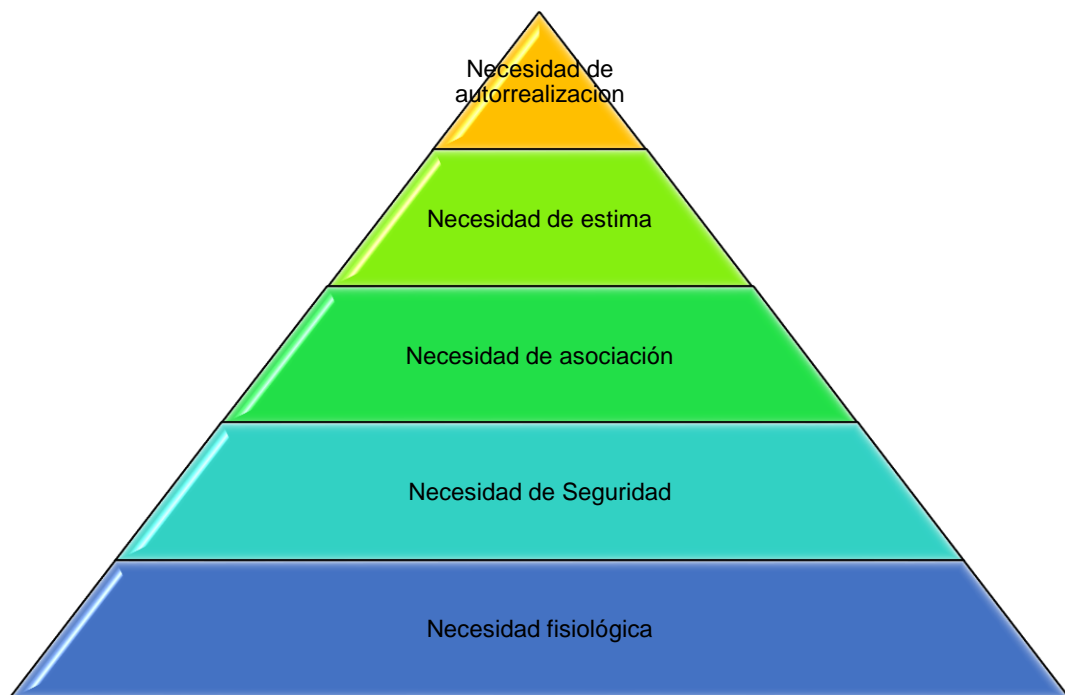 Necesidad de
autorrealizacion
Necesidad de estima
Necesidad de asociación
Necesidad de Seguridad
Necesidad fisiológica